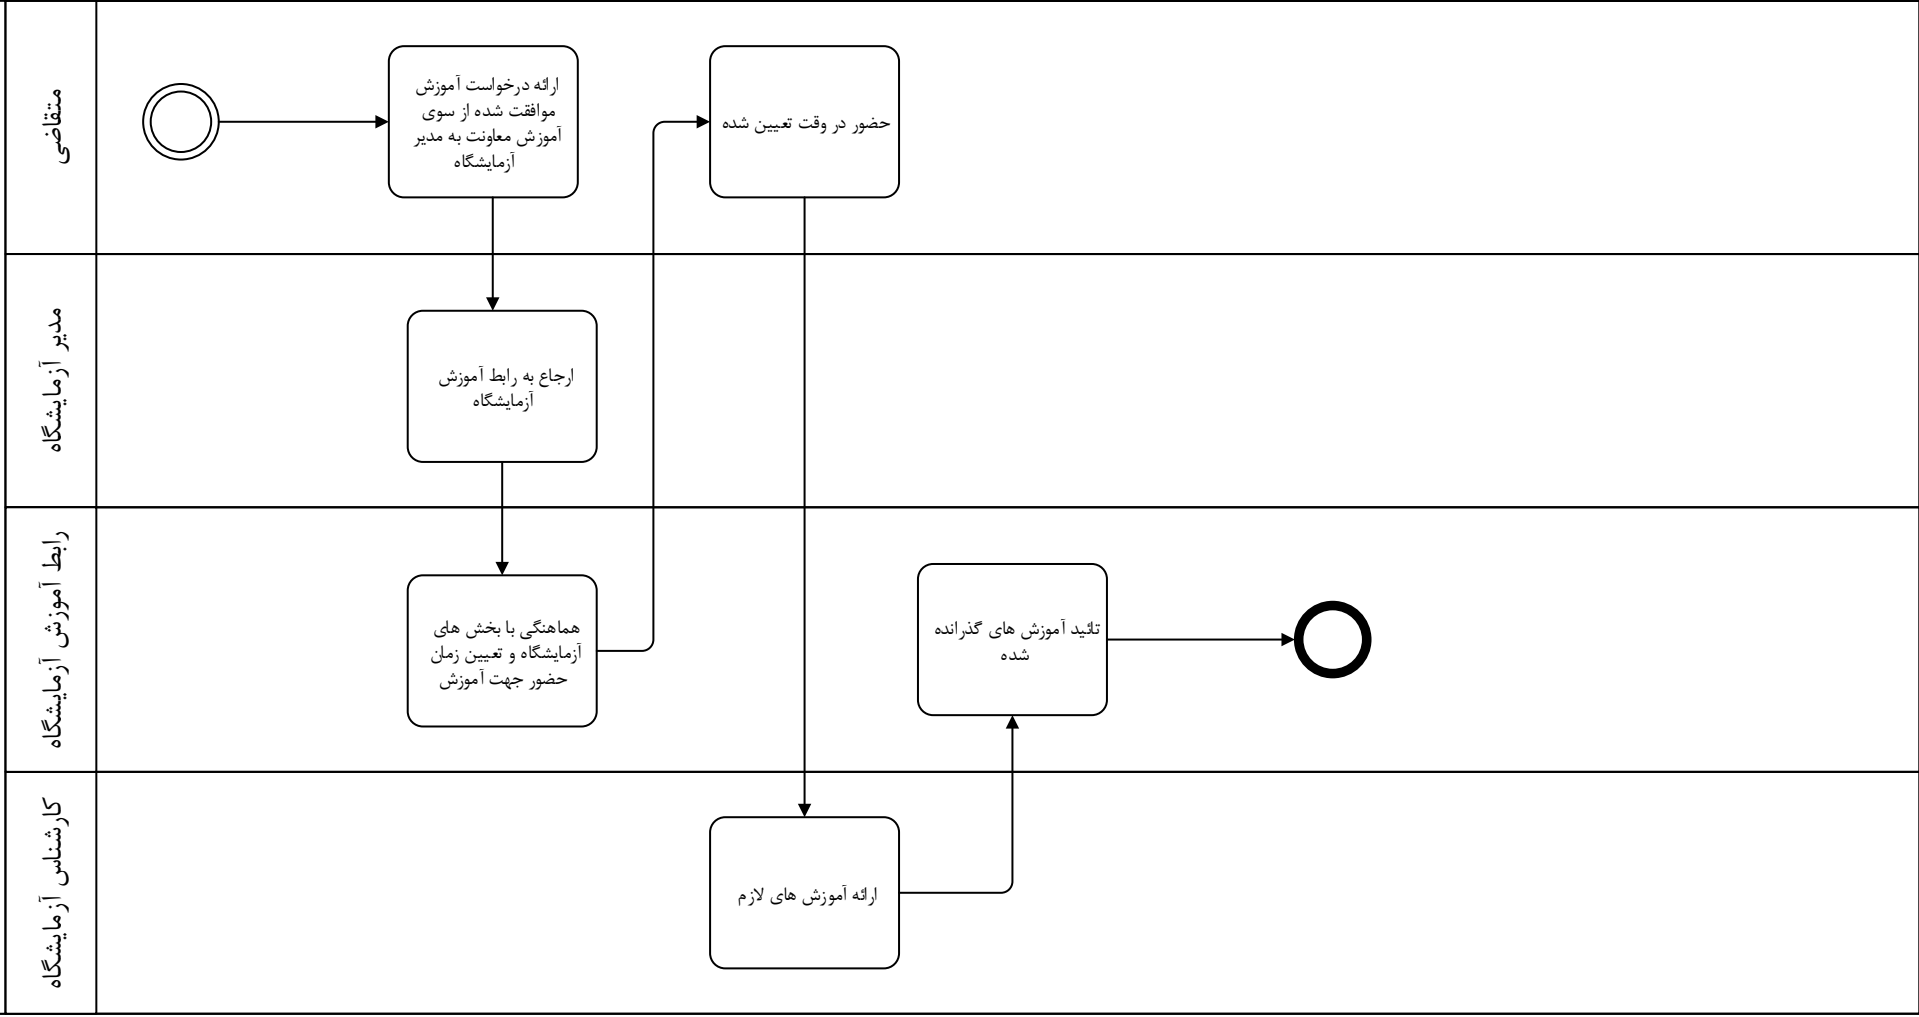 متقاضی
ارائه درخواست آموزش
موافقت شده از سوی
آموزش معاونت به مدیر
آزمایشگاه
حضور در وقت تعیین شده
مدیر آزمایشگاه
ارجاع به رابط آموزش
آزمایشگاه
رابط آموزش آزمایشگاه
هماهنگی با بخش های
آزمایشگاه و تعیین زمان
حضور جهت آموزش
تائید آموزش های گذرانده
شده
کارشناس آزمایشگاه
ارائه آموزش های لازم